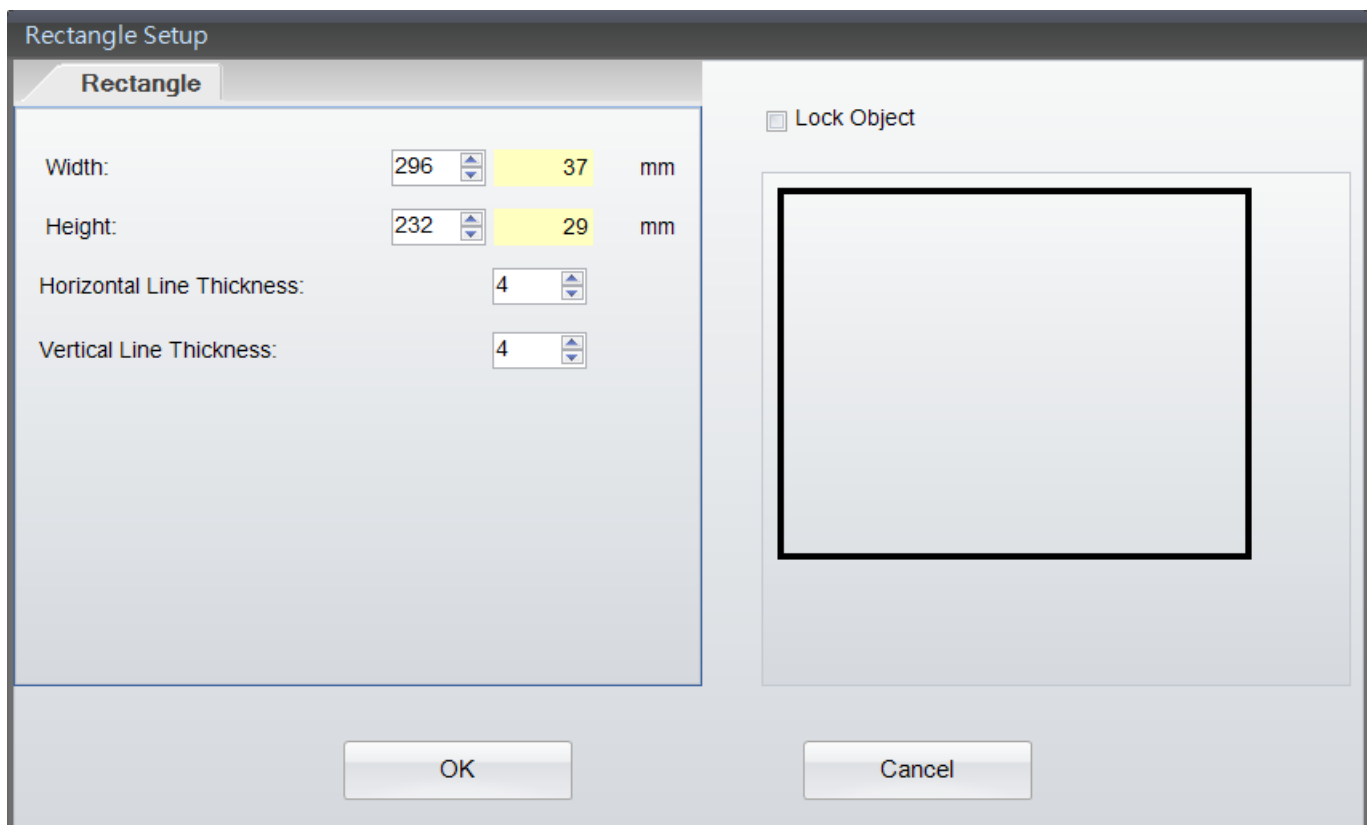 Rectangle Setup
Rectangle
Lock Object
Width: 296 37 mm
Height: 232 29 mm
Horizontal Line Thickness: 4
Vertical Line Thickness: 4
OK Cancel